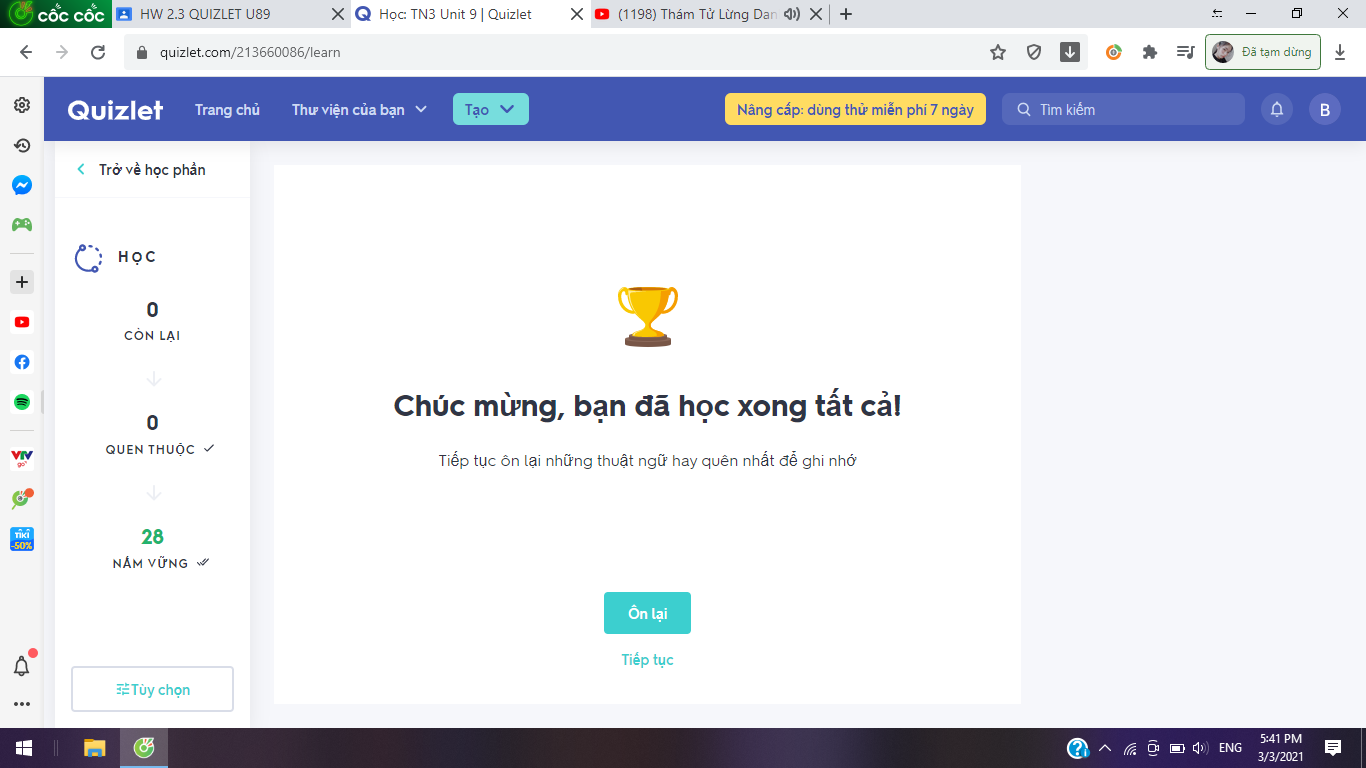 cốc cốc
HW 2.3 QUIZLET U89
Học: TN3 Unit 9 | Quizlet
(1198) Thám Tử Lừng Dan
quizlet.com/213660086/learn
Đã tạm dừng
Quizlet
Trang chủ
Thư viện của bạn
Tạo
Nâng cấp: dùng thử miễn phí 7 ngày
Tìm kiếm
B
Trở về học phần
HỌC
0
CÒN LẠI
0
QUEN THUỘC
28
NẮM VỮNG
Tùy chọn
Chúc mừng, bạn đã học xong tất cả!
Tiếp tục ôn lại những thuật ngữ hay quên nhất để ghi nhớ
Ôn lại
Tiếp tục
VTV
go
TIKI
-50%
ENG
5:41 PM
3/3/2021